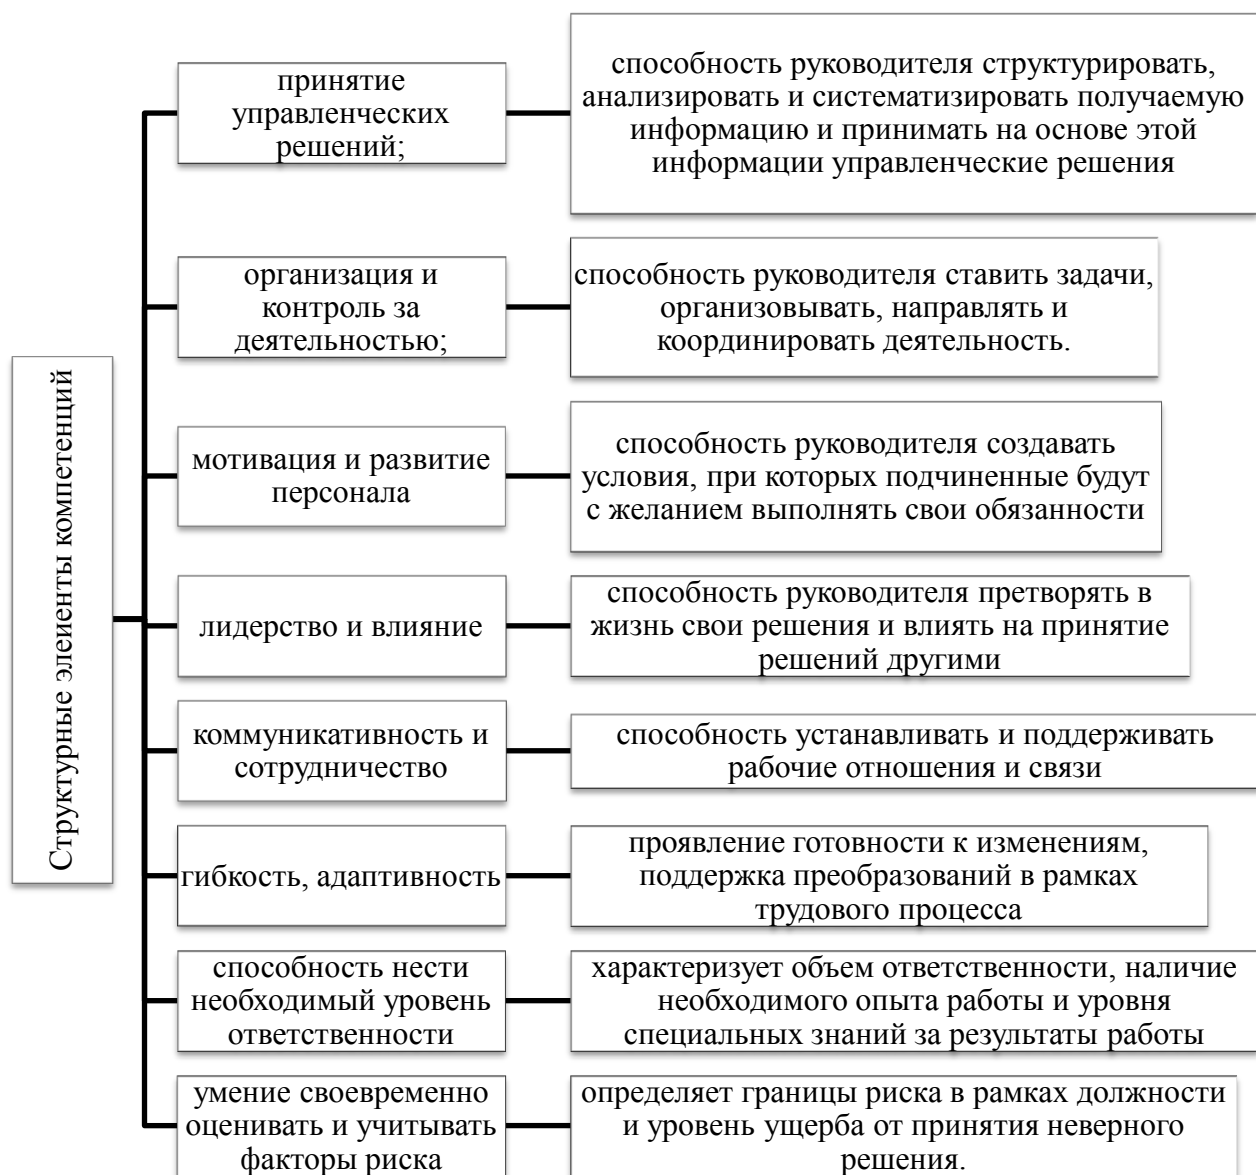 Структурные элеиенты компетенций
принятие
управленческих
решений;
способность руководителя структурировать,
анализировать и систематизировать получаемую
информацию и принимать на основе этой
информации управленческие решения
организация и
контроль за
деятельностью;
способность руководителя ставить задачи,
организовывать, направлять и
координировать деятельность.
мотивация и развитие
персонала
способность руководителя создавать
условия, при которых подчиненные будут
с желанием выполнять свои обязанности
лидерство и влияние
способность руководителя претворять в
жизнь свои решения и влиять на принятие
решений другими
коммуникативность и
сотрудничество
способность устанавливать и поддерживать
рабочие отношения и связи
гибкость, адаптивность
проявление готовности к изменениям,
поддержка преобразований в рамках
трудового процесса
способность нести
необходимый уровень
ответственности
характеризует объем ответственности, наличие
необходимого опыта работы и уровня
специальных знаний за результаты работы
умение своевременно
оценивать и учитывать
факторы риска
определяет границы риска в рамках должности
и уровень ущерба от принятия неверного
решения.